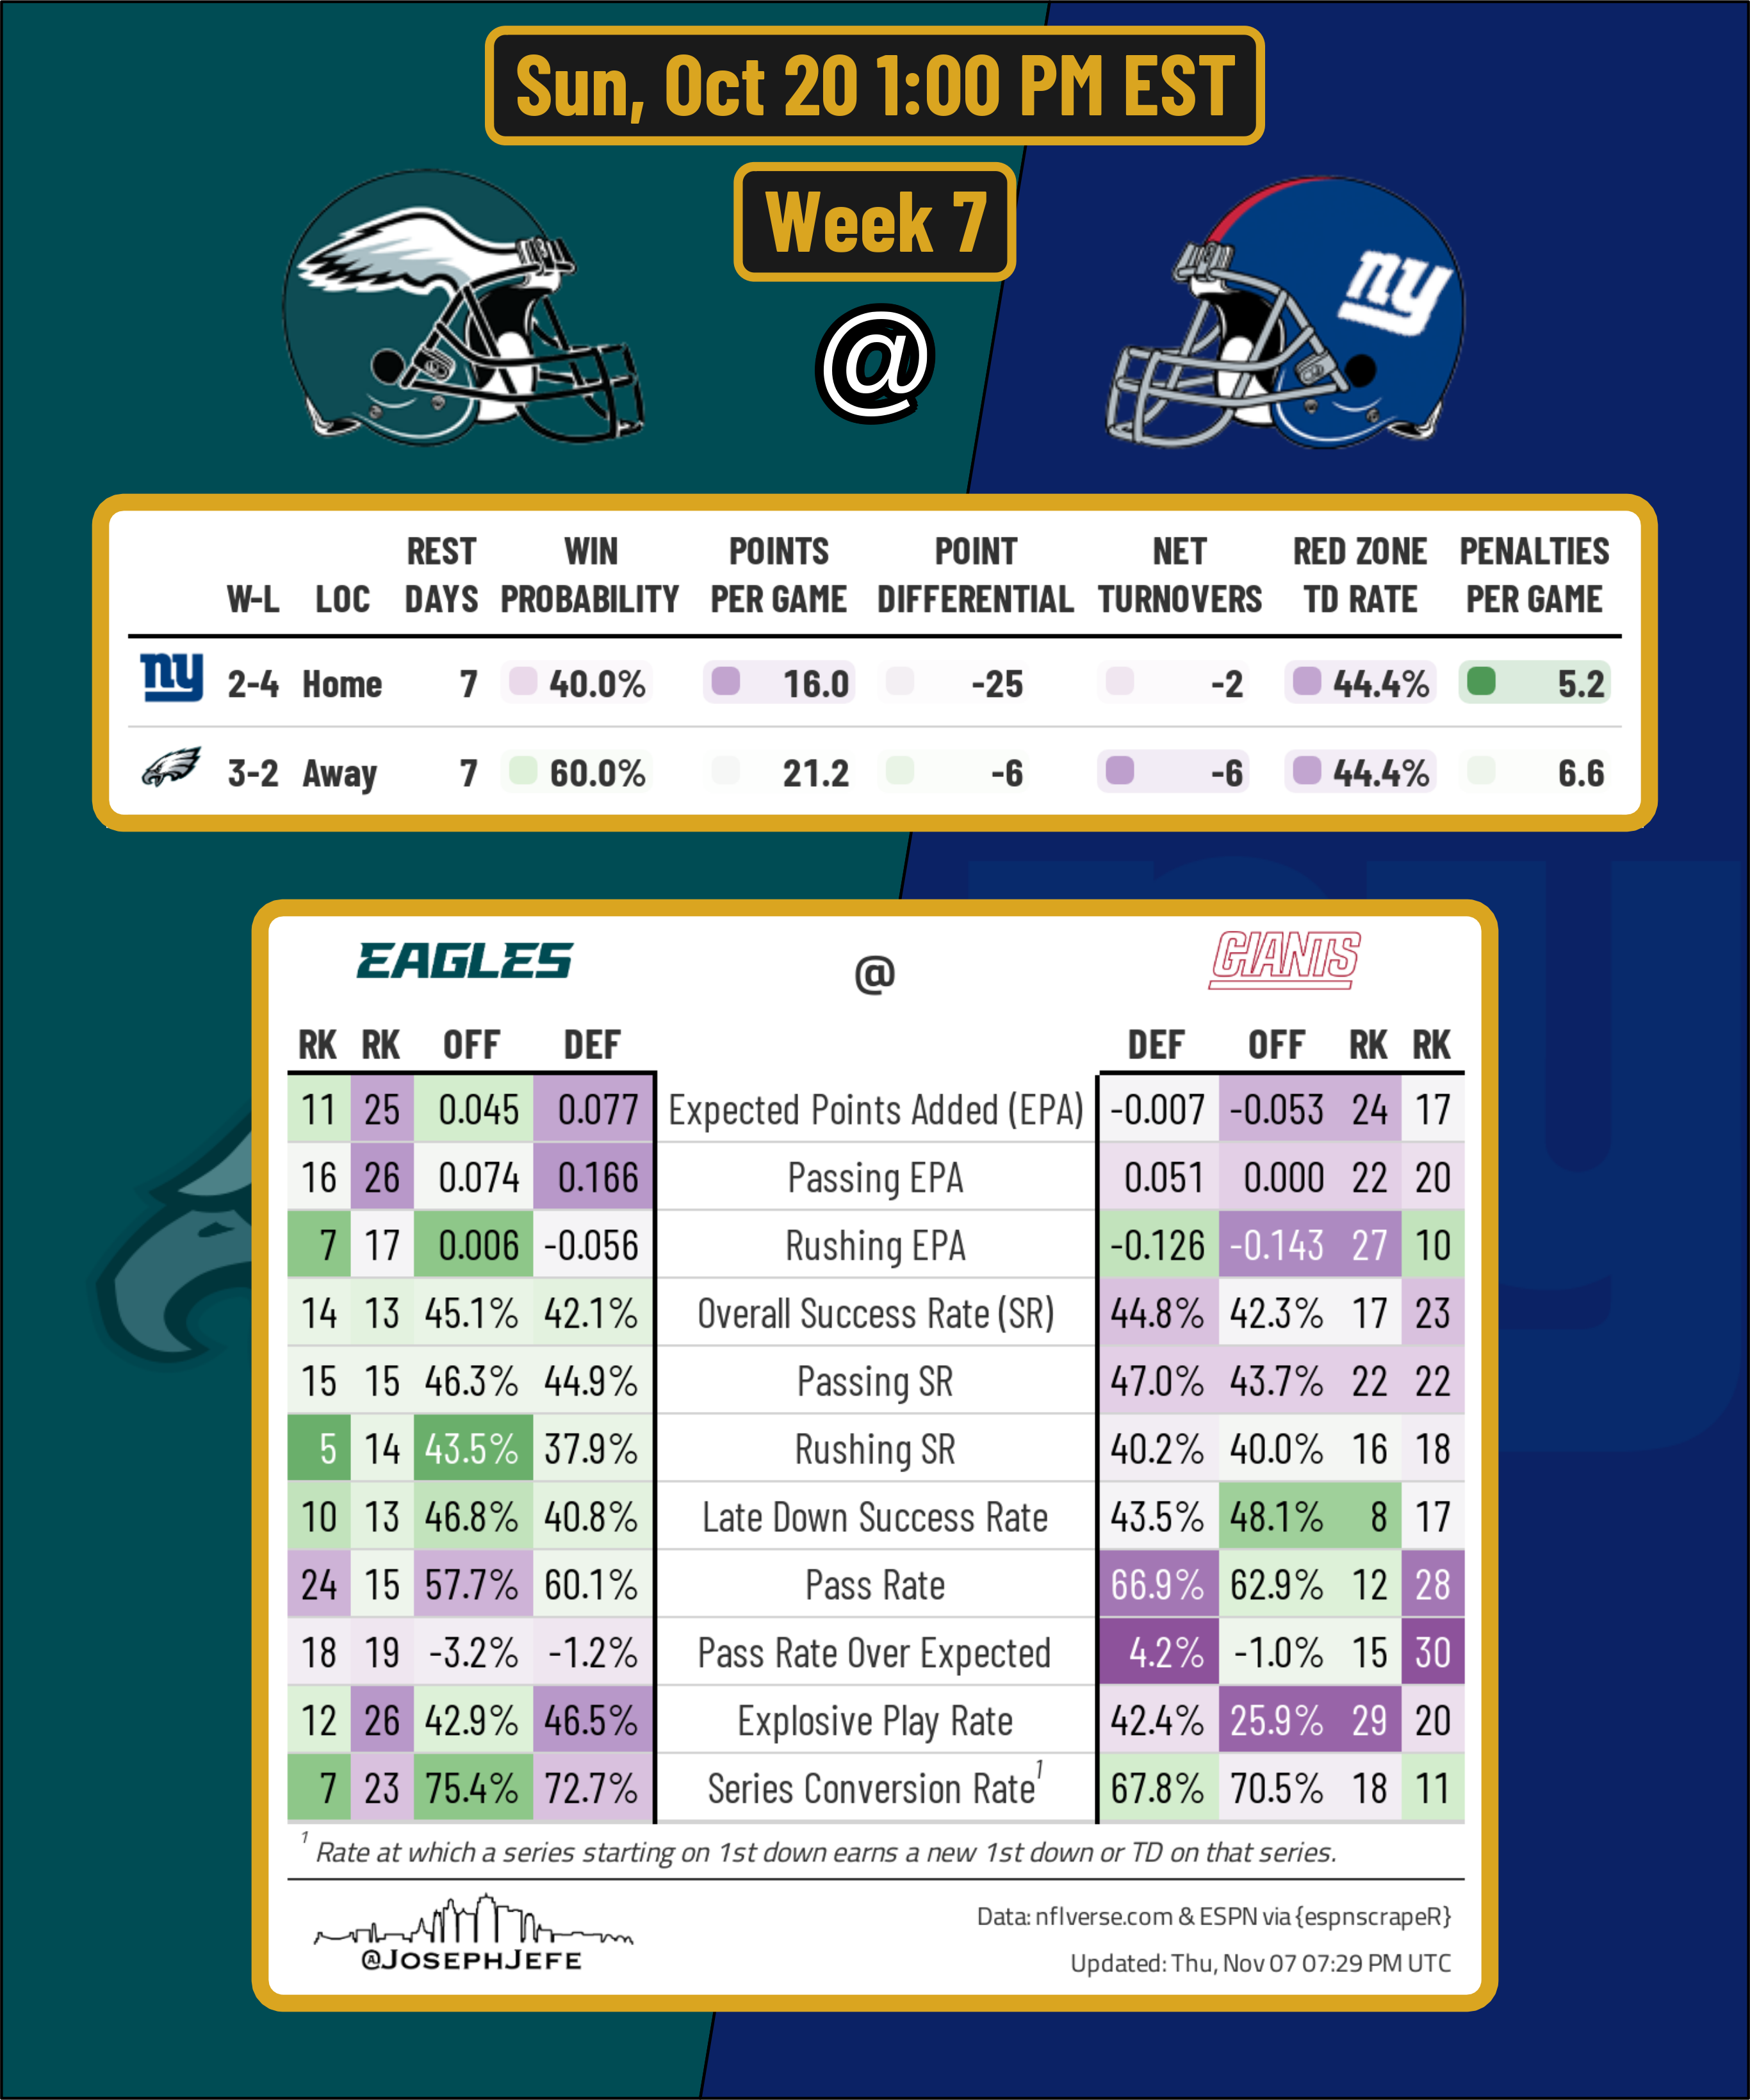 Sun, Oct 20 1:00 PM EST
Week 7
@
ny
W-L LOC REST DAYS WIN PROBABILITY POINTS PER GAME POINT DIFFERENTIAL NET TURNOVERS RED ZONE TD RATE PENALTIES PER GAME
ny 2-4 Home 7 40.0% 16.0 -25 -2 44.4% 5.2
3-2 Away 7 60.0% 21.2 -6 -6 44.4% 6.6
EAGLES @ GIANTS
RK RK OFF DEF DEF OFF RK RK
11 25 0.045 0.077 Expected Points Added (EPA) -0.007 -0.053 24 17
16 26 0.074 0.166 Passing EPA 0.051 0.000 22 20
7 17 0.006 -0.056 Rushing EPA -0.126 -0.143 27 10
14 13 45.1% 42.1% Overall Success Rate (SR) 44.8% 42.3% 17 23
15 15 46.3% 44.9% Passing SR 47.0% 43.7% 22 22
5 14 43.5% 37.9% Rushing SR 40.2% 40.0% 16 18
10 13 46.8% 40.8% Late Down Success Rate 43.5% 48.1% 8 17
24 15 57.7% 60.1% Pass Rate 66.9% 62.9% 12 28
18 19 -3.2% -1.2% Pass Rate Over Expected 4.2% -1.0% 15 30
12 26 42.9% 46.5% Explosive Play Rate 42.4% 25.9% 29 20
7 23 75.4% 72.7% Series Conversion Rate¹ 67.8% 70.5% 18 11
¹ Rate at which a series starting on 1st down earns a new 1st down or TD on that series.
@JOSEPHJEFE
Data: nflverse.com & ESPN via {espnscrapeR}
Updated: Thu, Nov 07 07:29 PM UTC